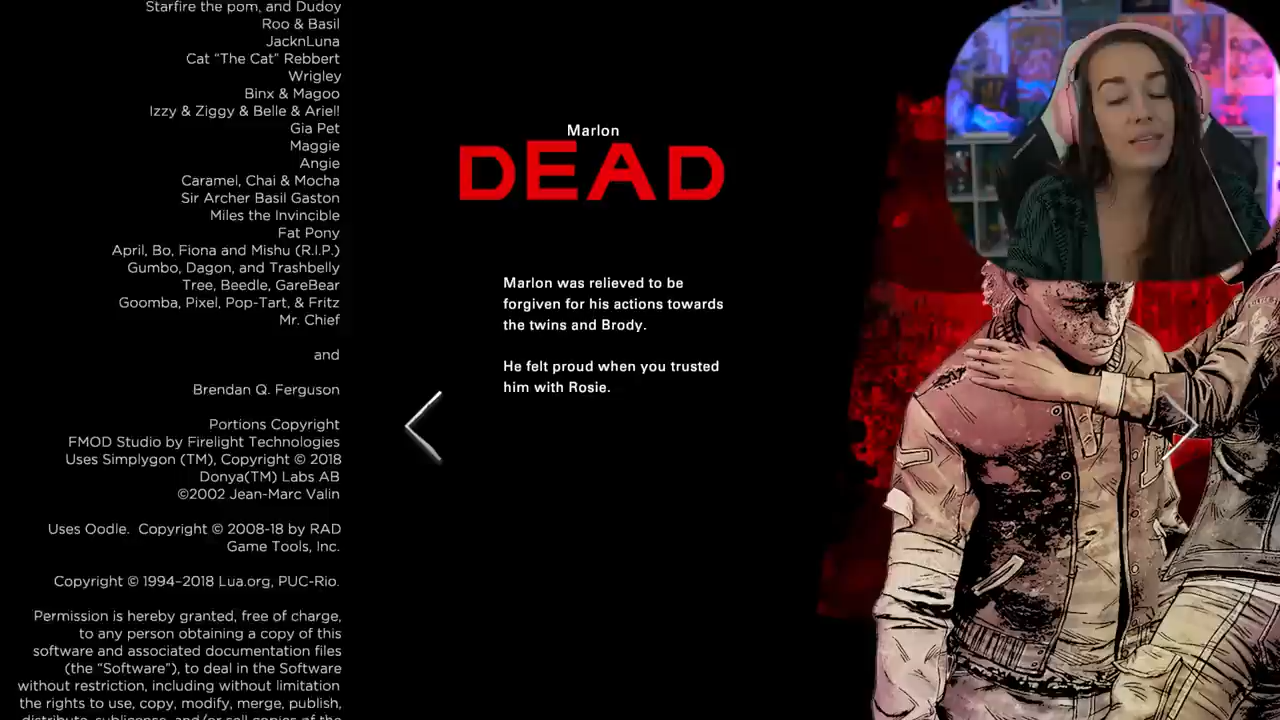 Starfire the pom, and Dudoy
Roo & Basil
JacknLuna
Cat “The Cat” Rebbert
Wrigley
Binx & Magoo
Izzy & Ziggy & Belle & Ariel!
Gia Pet
Maggie
Angie
Caramel, Chai & Mocha
Sir Archer Basil Gaston
Miles the Invincible
Fat Pony
April, Bo, Fiona and Mishu (R.I.P.)
Gumbo, Dagon, and Trashbelly
Tree, Beedle, GareBear
Goomba, Pixel, Pop-Tart, & Fritz
Mr. Chief
and
Brendan Q. Ferguson
Portions Copyright
FMOD Studio by Firelight Technologies
Uses Simplygon (TM), Copyright © 2018
Donya(TM) Labs AB
©2002 Jean-Marc Valin
Uses Oodle. Copyright © 2008-18 by RAD
Game Tools, Inc.
Copyright © 1994–2018 Lua.org, PUC-Rio.
Permission is hereby granted, free of charge,
to any person obtaining a copy of this
software and associated documentation files
(the “Software”), to deal in the Software
without restriction, including without limitation
the rights to use, copy, modify, merge, publish,
distribute, sublicense, and/or sell copies of the
Marlon
DEAD
Marlon was relieved to be
forgiven for his actions towards
the twins and Brody.
He felt proud when you trusted
him with Rosie.